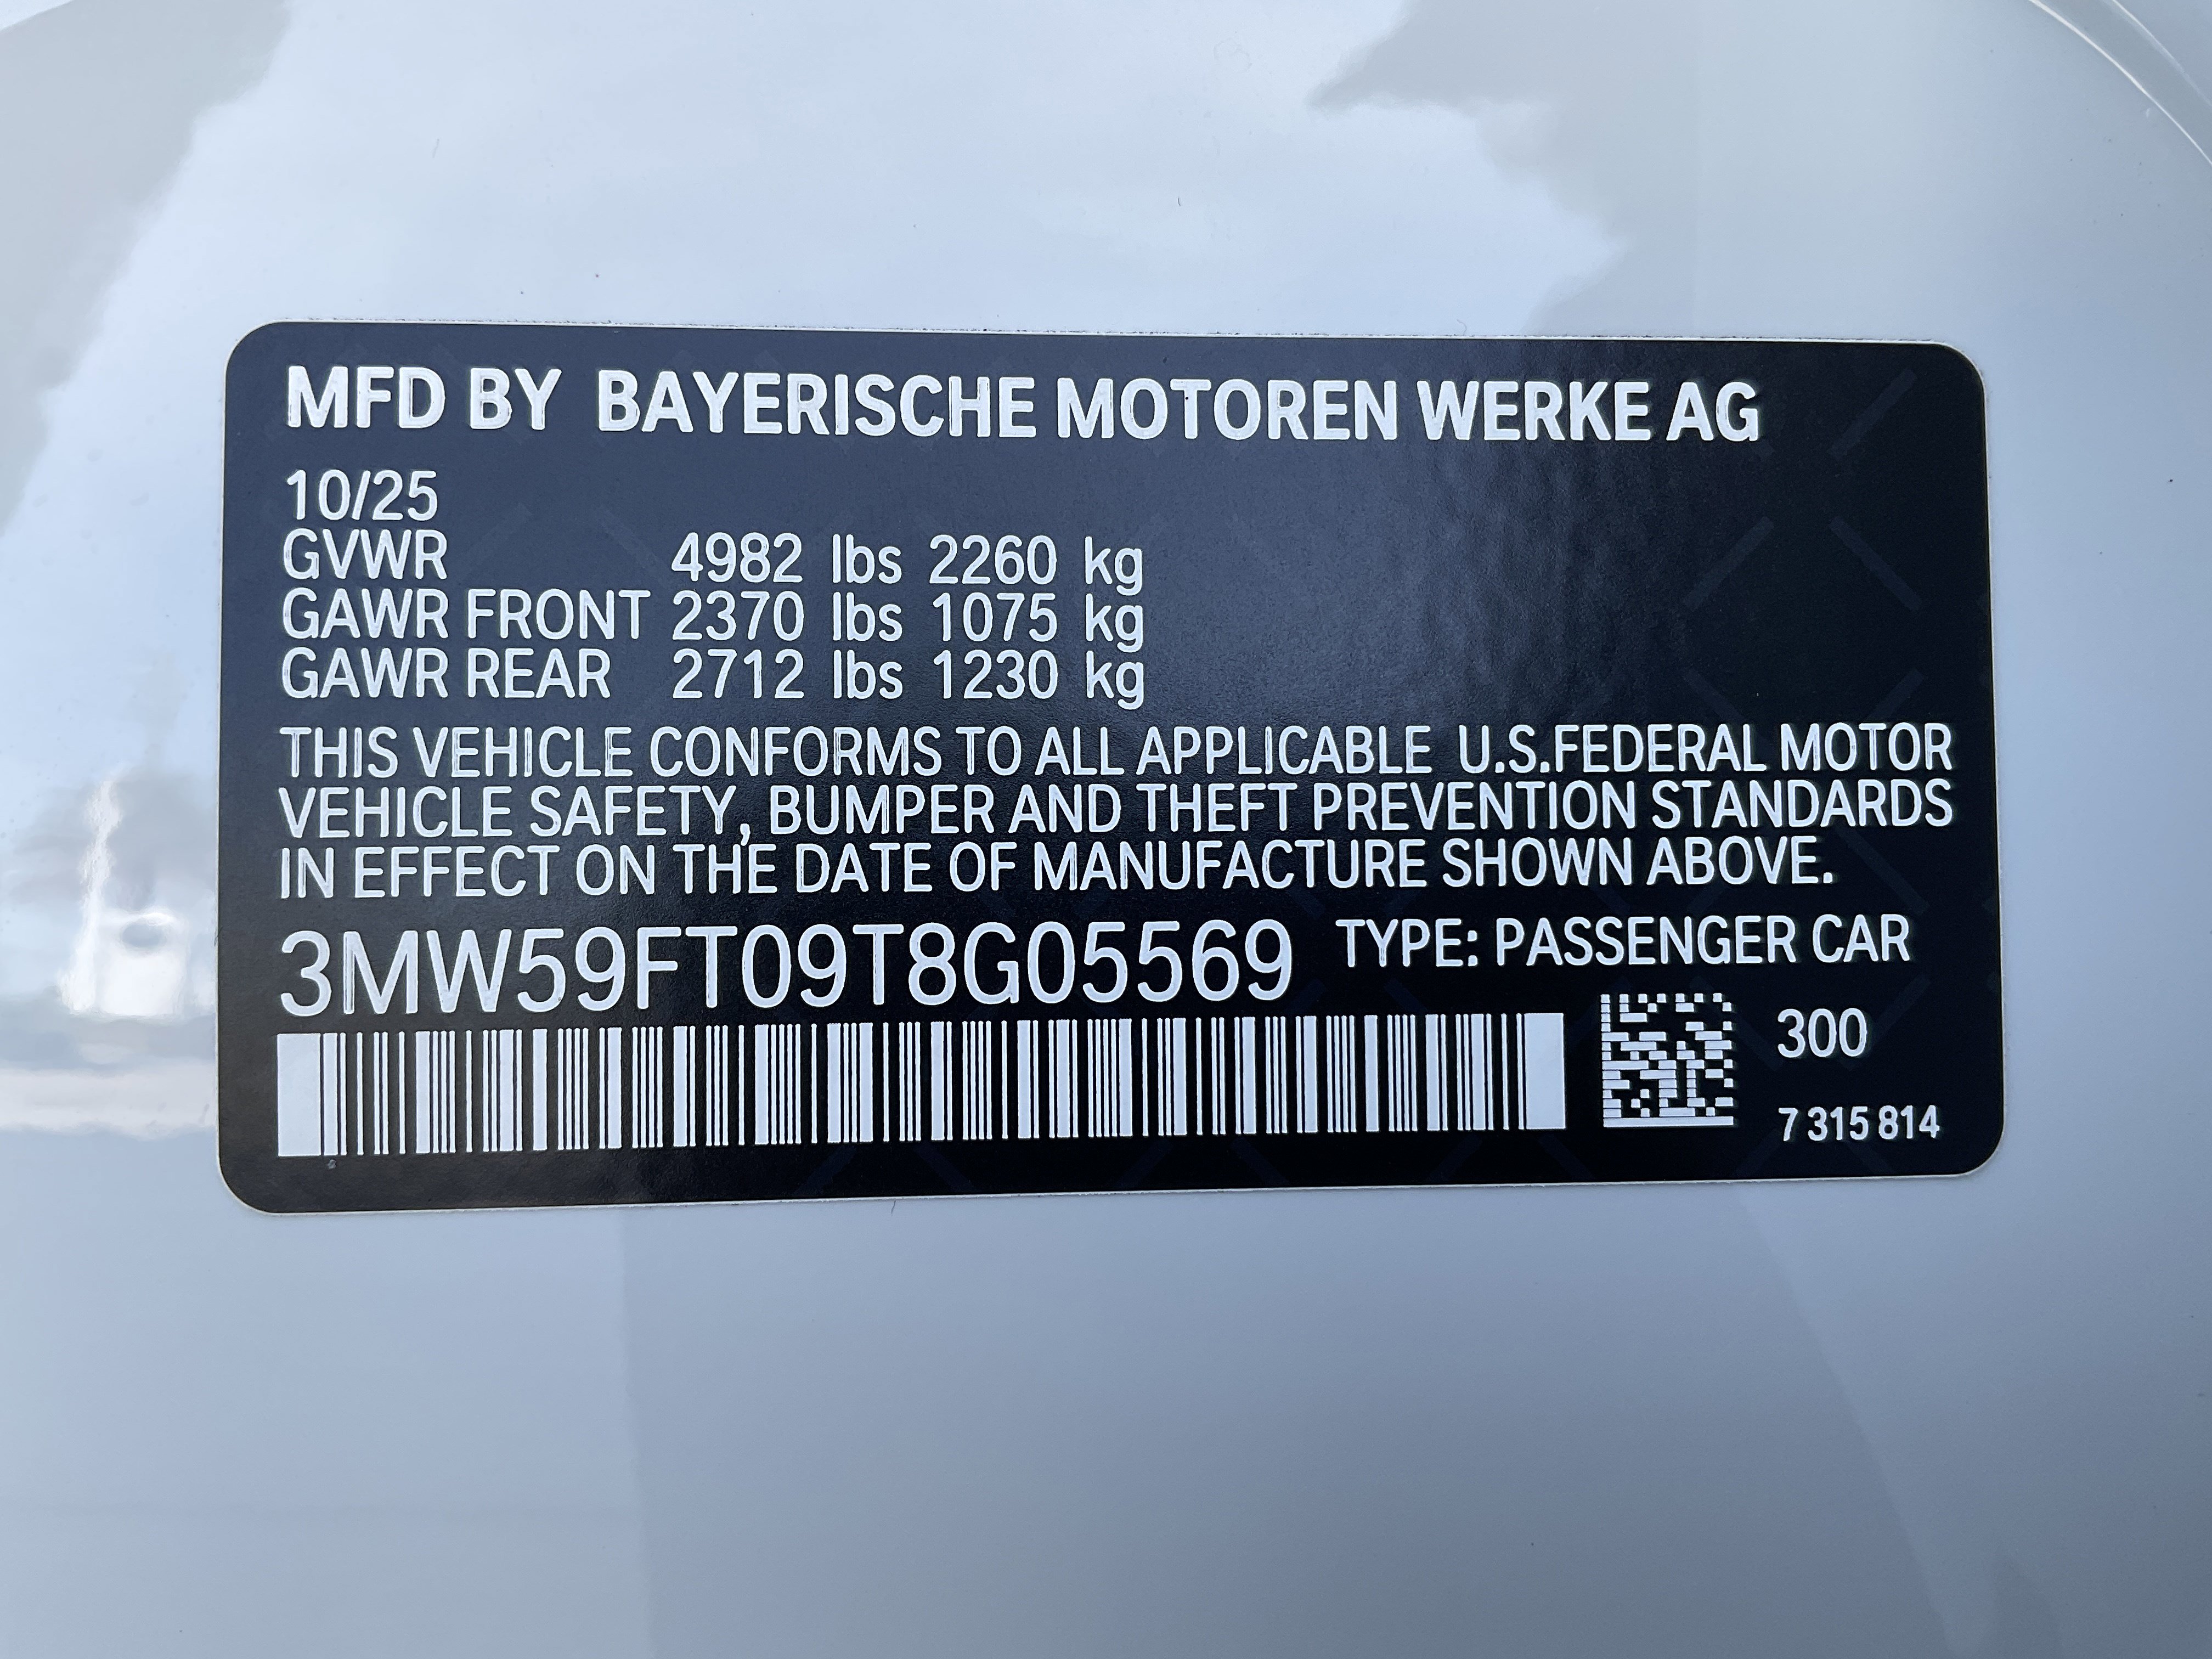 MFD BY BAYERISCHE MOTOREN WERKE AG
10/25
GVWR 4982 lbs 2260 kg
GAWR FRONT 2370 lbs 1075 kg
GAWR REAR 2712 lbs 1230 kg
THIS VEHICLE CONFORMS TO ALL APPLICABLE U.S.FEDERAL MOTOR
VEHICLE SAFETY, BUMPER AND THEFT PREVENTION STANDARDS
IN EFFECT ON THE DATE OF MANUFACTURE SHOWN ABOVE.
3MW59FT09T8G05569 TYPE: PASSENGER CAR
300
7 315 814